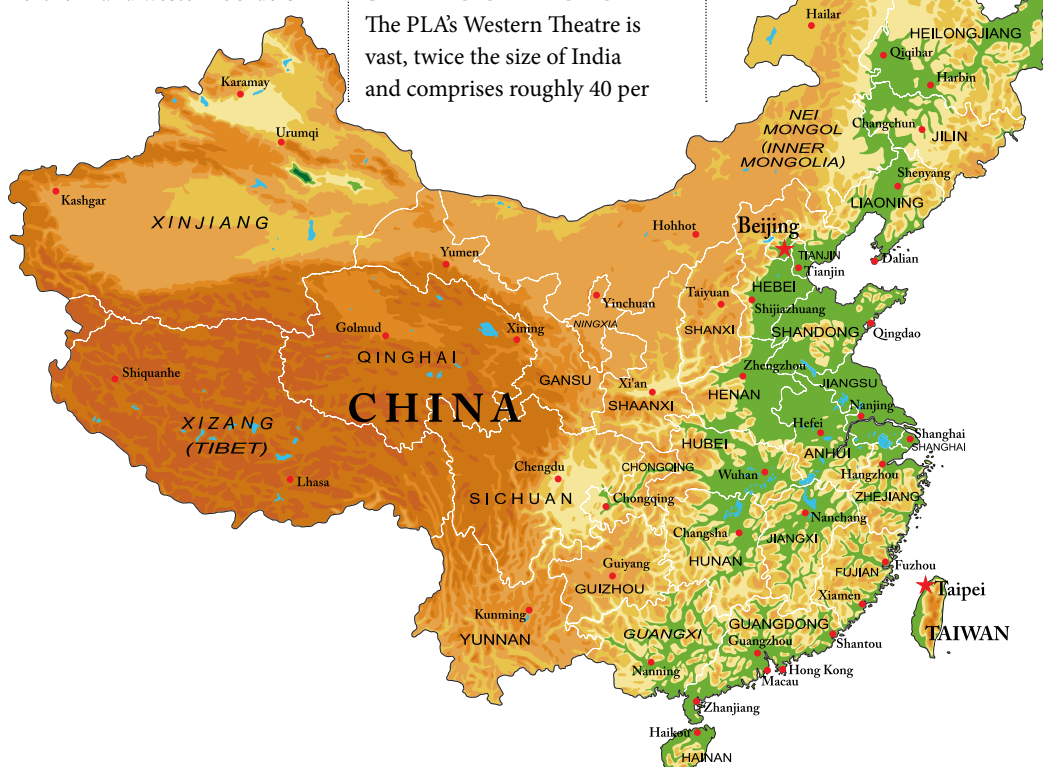 The PLA’s Western Theatre is
vast, twice the size of India
and comprises roughly 40 per
Hailar
HEILONGJIANG
Qiqihar
Harbin
Karamay
NEI
MONGOL
(INNER
MONGOLIA)
Changchun
JILIN
Urumqi
Shenyang
Kashgar
LIAONING
XINJIANG
Hohhot
Beijing
TIANJIN
Tianjin
Dalian
Yumen
HEBEI
Taiyuan
Yinchuan
Shijiazhuang
NINGXIA
SHANXI
SHANDONG
Qingdao
Golmud
Xining
QINGHAI
Zhengzhou
Shiquanhe
GANSU
Xi'an
JIANGSU
HENAN
SHAANXI
CHINA
Nanjing
XIZANG
(TIBET)
Hefei
Shanghai
SHANGHAI
HUBEI
ANHUI
Chengdu
CHONGQING
Wuhan
Hangzhou
Lhasa
SICHUAN
Chongqing
ZHEJIANG
Nanchang
Changsha
JIANGXI
HUNAN
Guiyang
FUJIAN
Fuzhou
GUIZHOU
Taipei
Xiamen
Kunming
GUANGDONG
TAIWAN
YUNNAN
GUANGXI
Guangzhou
Shantou
Nanning
Hong Kong
Macau
Zhanjiang
Haikou
HAINAN